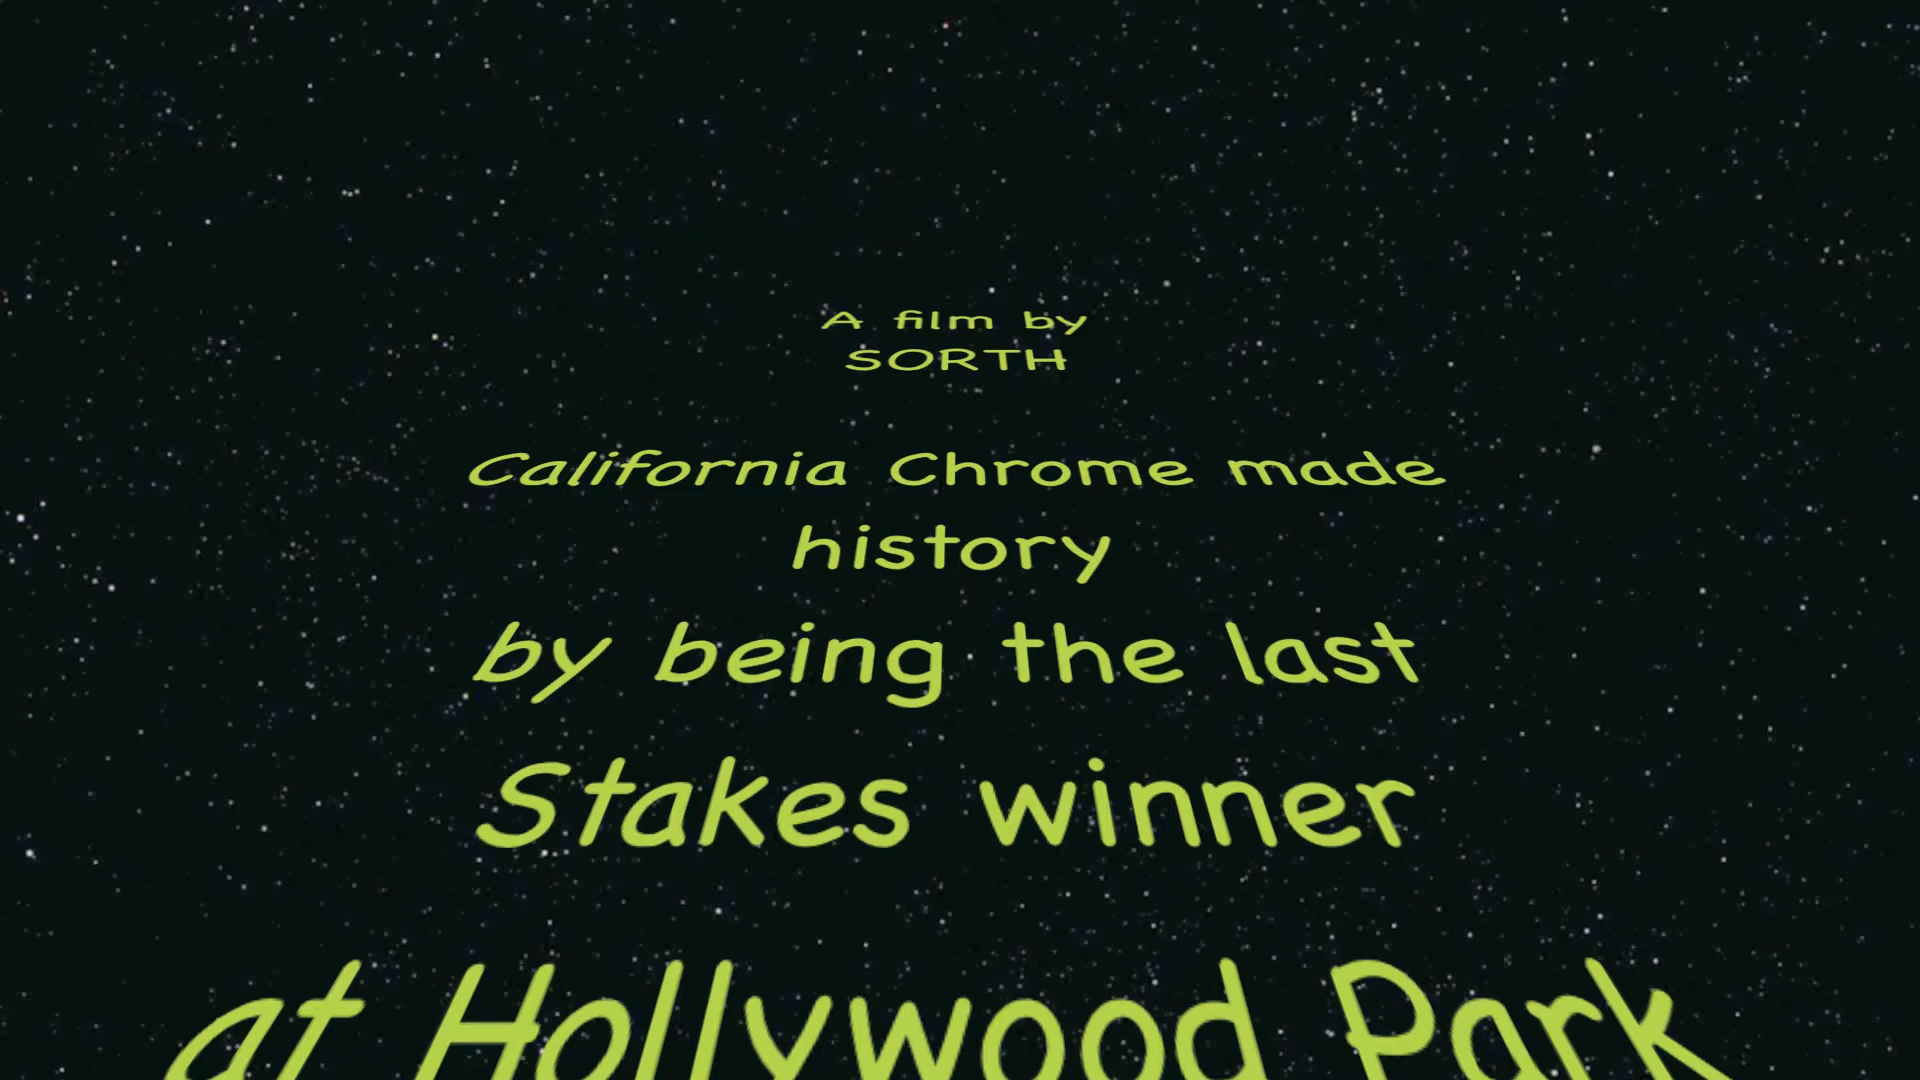 A film by
SORTH
California Chrome made
history
by being the last
Stakes winner
at Hollywood Park